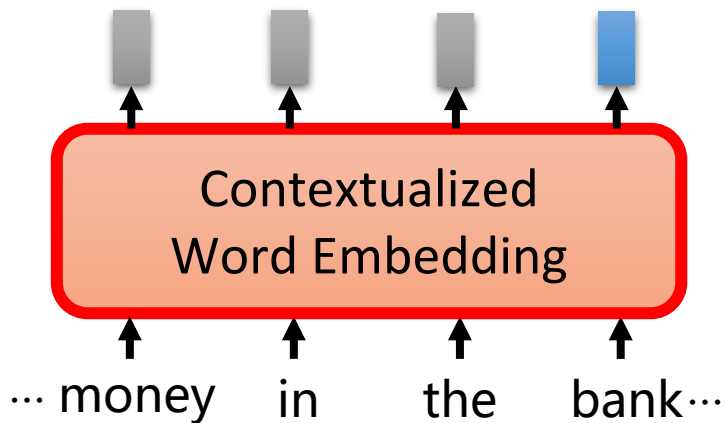 Contextualized
Word Embedding
… money in the bank…